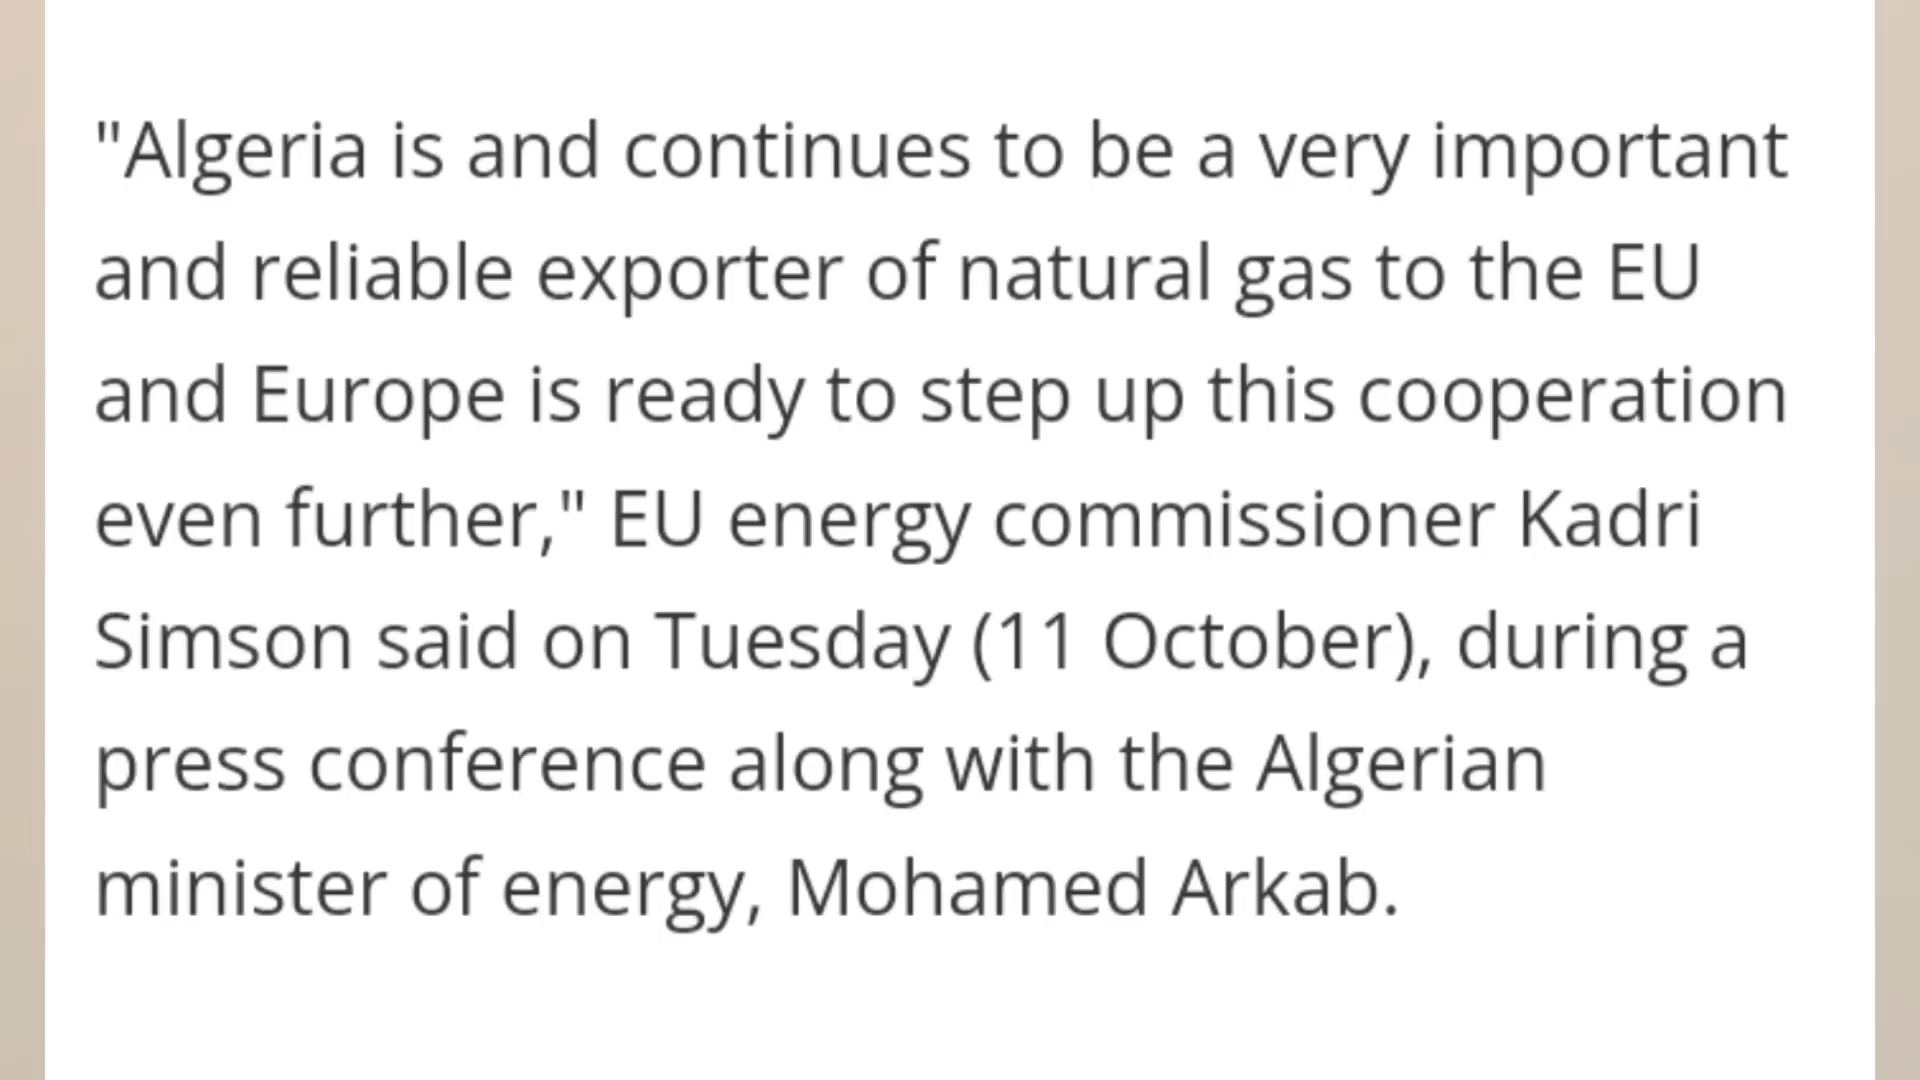 "Algeria is and continues to be a very important
and reliable exporter of natural gas to the EU
and Europe is ready to step up this cooperation
even further," EU energy commissioner Kadri
Simson said on Tuesday (11 October), during a
press conference along with the Algerian
minister of energy, Mohamed Arkab.